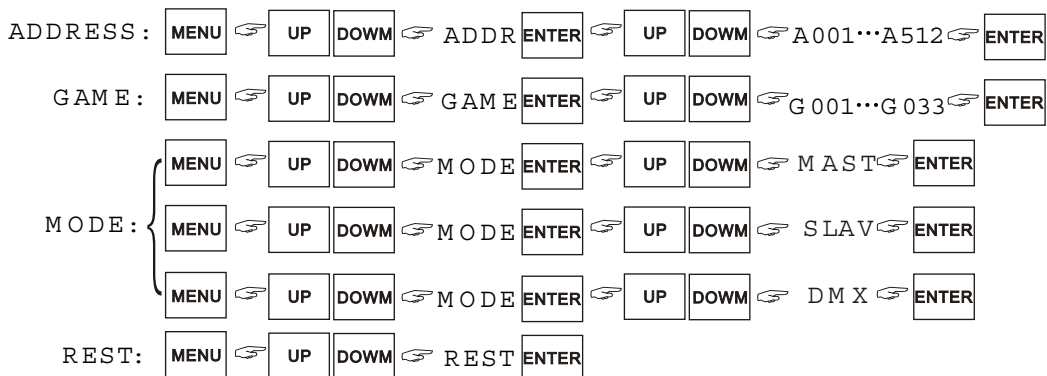 ADDRESS: MENU ☞ UP DOWM ☞ ADDR ENTER ☞ UP DOWM ☞ A001···A512 ☞ ENTER
GAME: MENU ☞ UP DOWM ☞ GAME ENTER ☞ UP DOWM ☞ G001···G033 ☞ ENTER
MENU ☞ UP DOWM ☞ MODE ENTER ☞ UP DOWM ☞ MAST ☞ ENTER
MODE: MENU ☞ UP DOWM ☞ MODE ENTER ☞ UP DOWM ☞ SLAV ☞ ENTER
MENU ☞ UP DOWM ☞ MODE ENTER ☞ UP DOWM ☞ DMX ☞ ENTER
REST: MENU ☞ UP DOWM ☞ REST ENTER